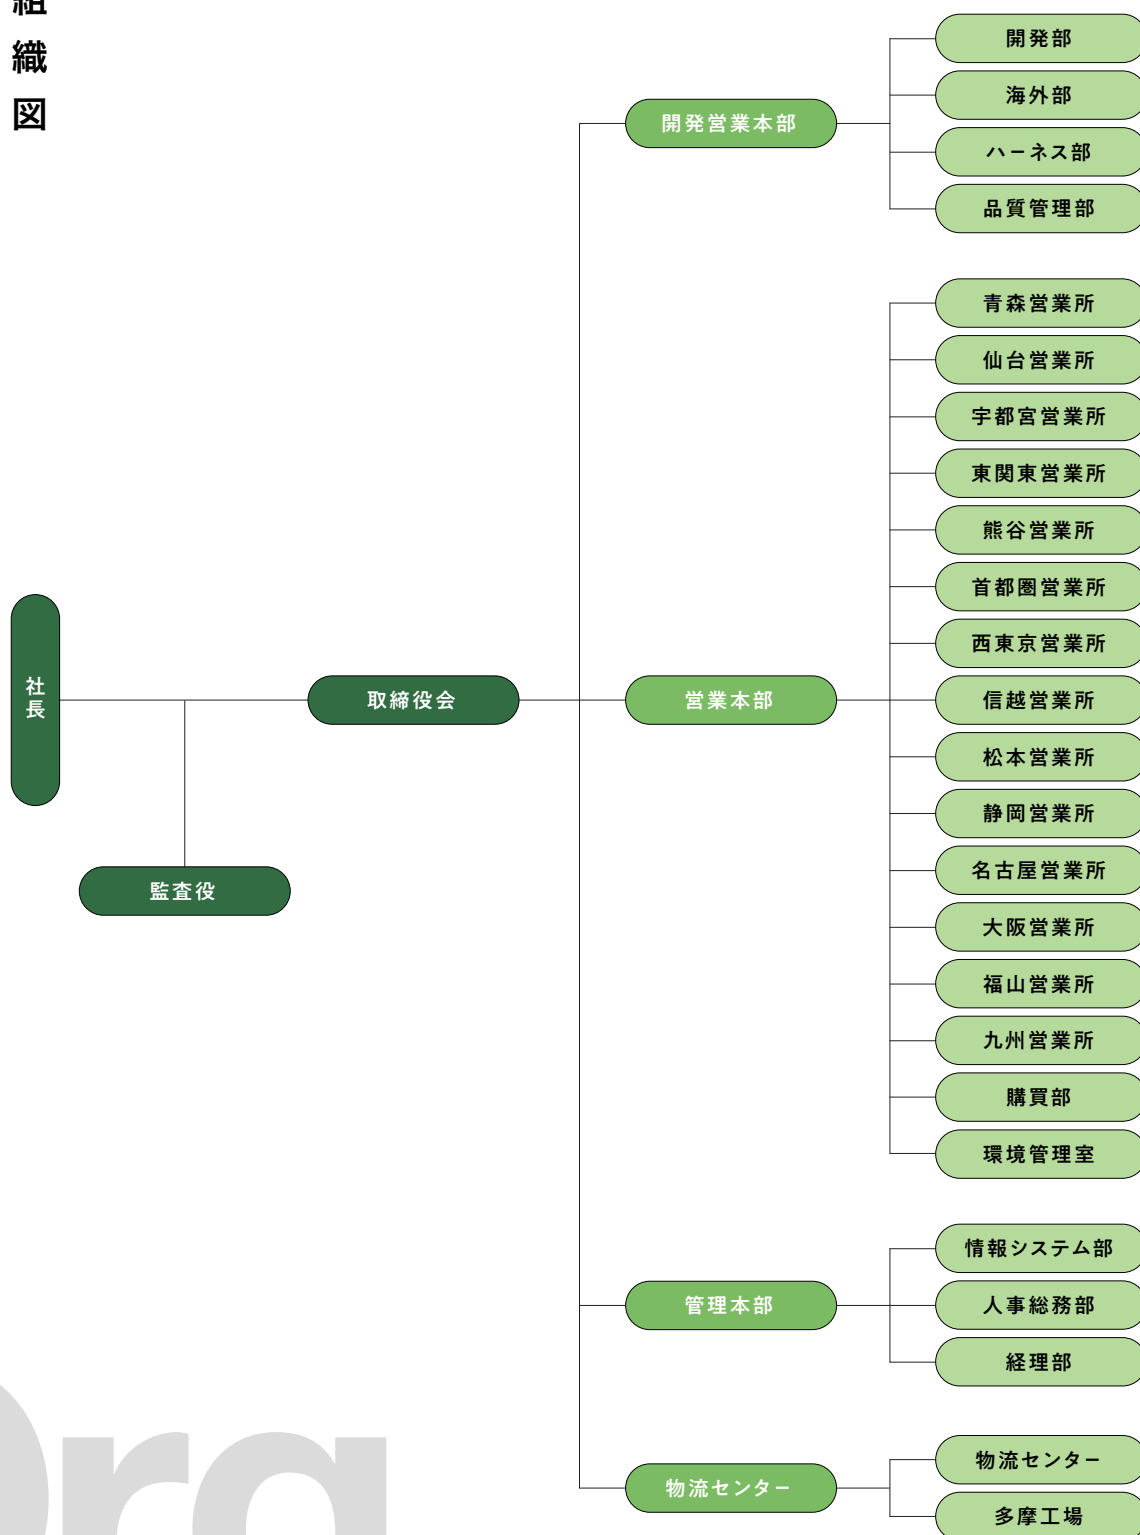 組織図
社長
監査役
取締役会
開発営業本部
開発部
海外部
ハーネス部
品質管理部
営業本部
青森営業所
仙台営業所
宇都宮営業所
東関東営業所
熊谷営業所
首都圏営業所
西東京営業所
信越営業所
松本営業所
静岡営業所
名古屋営業所
大阪営業所
福山営業所
九州営業所
購買部
環境管理室
管理本部
情報システム部
人事総務部
経理部
物流センター
物流センター
多摩工場
Org